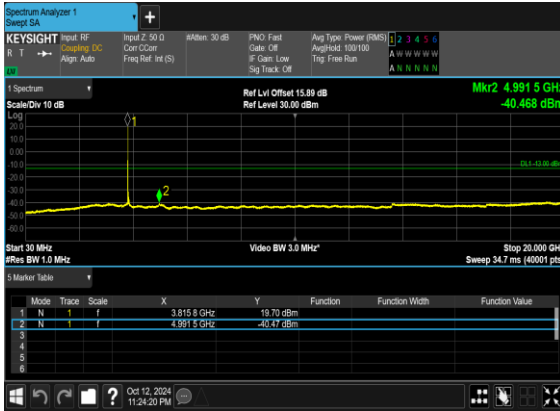 Spectrum Analyzer 1
Swept SA
+
KEYSIGHT Input: RF Input Z: 50 Ω #Atten: 30 dB PNO: Fast Avg Type: Power (RMS) 1 2 3 4 5 6
R T Coupling: DC Corr CCorr Gate: Off Avg|Hold: 100/100 A W W W W W
Align: Auto Freq Ref: Int (S) IF Gain: Low Trig: Free Run
LV Sig Track: Off A N N N N N
1 Spectrum Ref Lvl Offset 15.89 dB Mkr2 4.991 5 GHz
Scale/Div 10 dB Ref Level 30.00 dBm -40.468 dBm
Log
20.0
10.0
0.00
-10.0 DL1 -13.00 dBm
-20.0
-30.0
-40.0
-50.0
-60.0
1
2
Start 30 MHz Video BW 3.0 MHz* Stop 20.000 GH
#Res BW 1.0 MHz Sweep 34.7 ms (40001 pts
5 Marker Table
Mode Trace Scale X Y Function Function Width Function Value
1 N 1 f 3.815 8 GHz 19.70 dBm
2 N 1 f 4.991 5 GHz -40.47 dBm
3
4
5
6
? Oct 12, 2024
11:24:20 PM